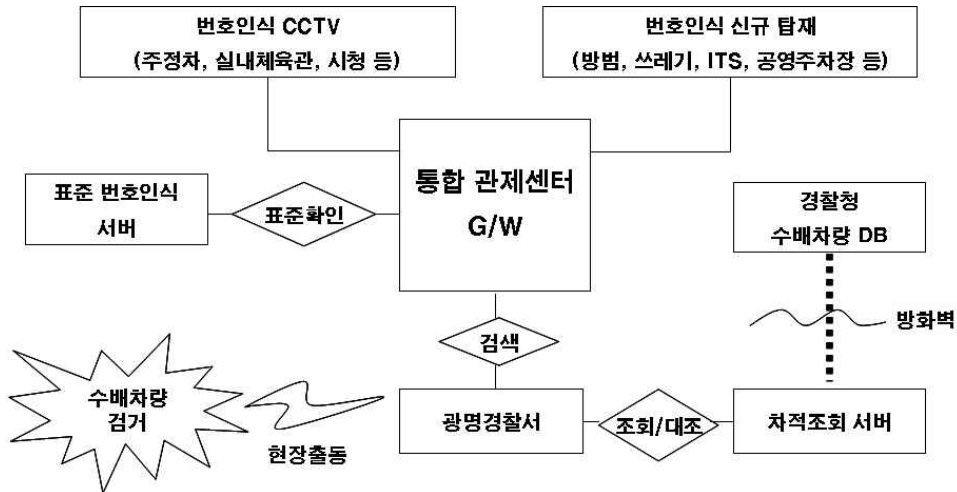 번호인식 CCTV
(주정차, 실내체육관, 시청 등)
번호인식 신규 탑재
(방범, 쓰레기, ITS, 공영주차장 등)
통합 관제센터
G/W
표준 번호인식
서버
표준확인
경찰청
수배차량 DB
방화벽
검색
수배차량
검거
현장출동
광명경찰서
조회/대조
차적조회 서버